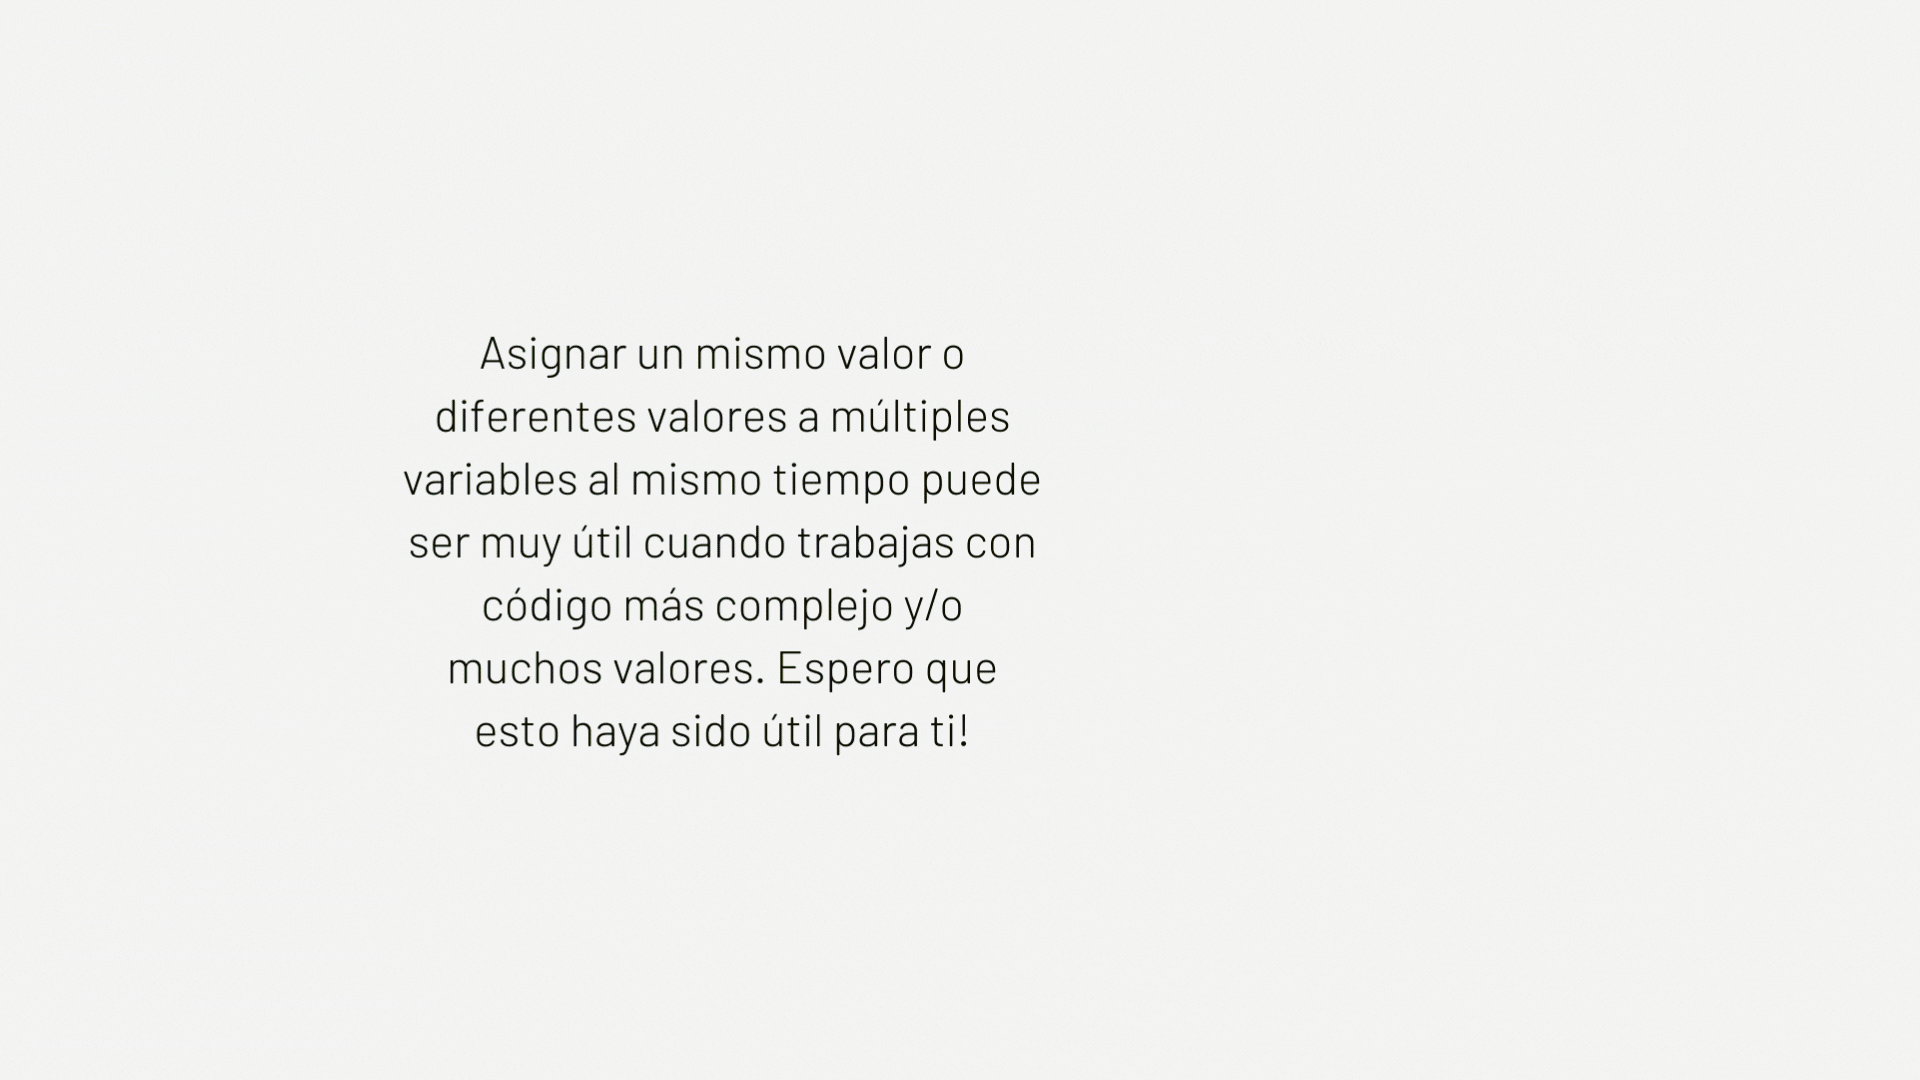 Asignar un mismo valor o
diferentes valores a múltiples
variables al mismo tiempo puede
ser muy útil cuando trabajas con
código más complejo y/o
muchos valores. Espero que
esto haya sido útil para ti!